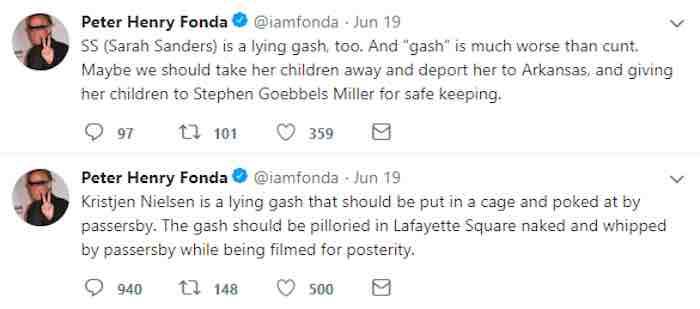 Peter Henry Fonda @iamfonda · Jun 19
SS (Sarah Sanders) is a lying gash, too. And "gash" is much worse than cunt.
Maybe we should take her children away and deport her to Arkansas, and giving
her children to Stephen Goebbels Miller for safe keeping.
97 101 359
Peter Henry Fonda @iamfonda · Jun 19
Kristjen Nielsen is a lying gash that should be put in a cage and poked at by
passersby. The gash should be pilloried in Lafayette Square naked and whipped
by passersby while being filmed for posterity.
940 148 500